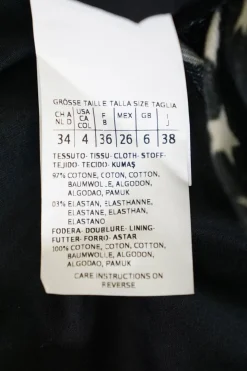 GRÖSSE TAILLE TALLA SIZE TAGLIA
CH A NL D USA CA COL F B MEX GB I
34 4 36 26 6 38
TESSUTO- TISSU- CLOTH- STOFF-
TEJIDO- TECIDO- KUMAŞ
97% COTONE, COTON, COTTON,
BAUMWOLLE, ALGODON,
ALGODAO, PAMUK
03% ELASTAN, ELASTHANNE,
ELASTANE, ELASTHAN,
ELASTANO
FODERA- DOUBLURE- LINING-
FUTTER- FORRO- ASTAR
100% COTONE, COTON, COTTON,
BAUMWOLLE, ALGODON,
ALGODAO, PAMUK
CARE INSTRUCTIONS ON
REVERSE